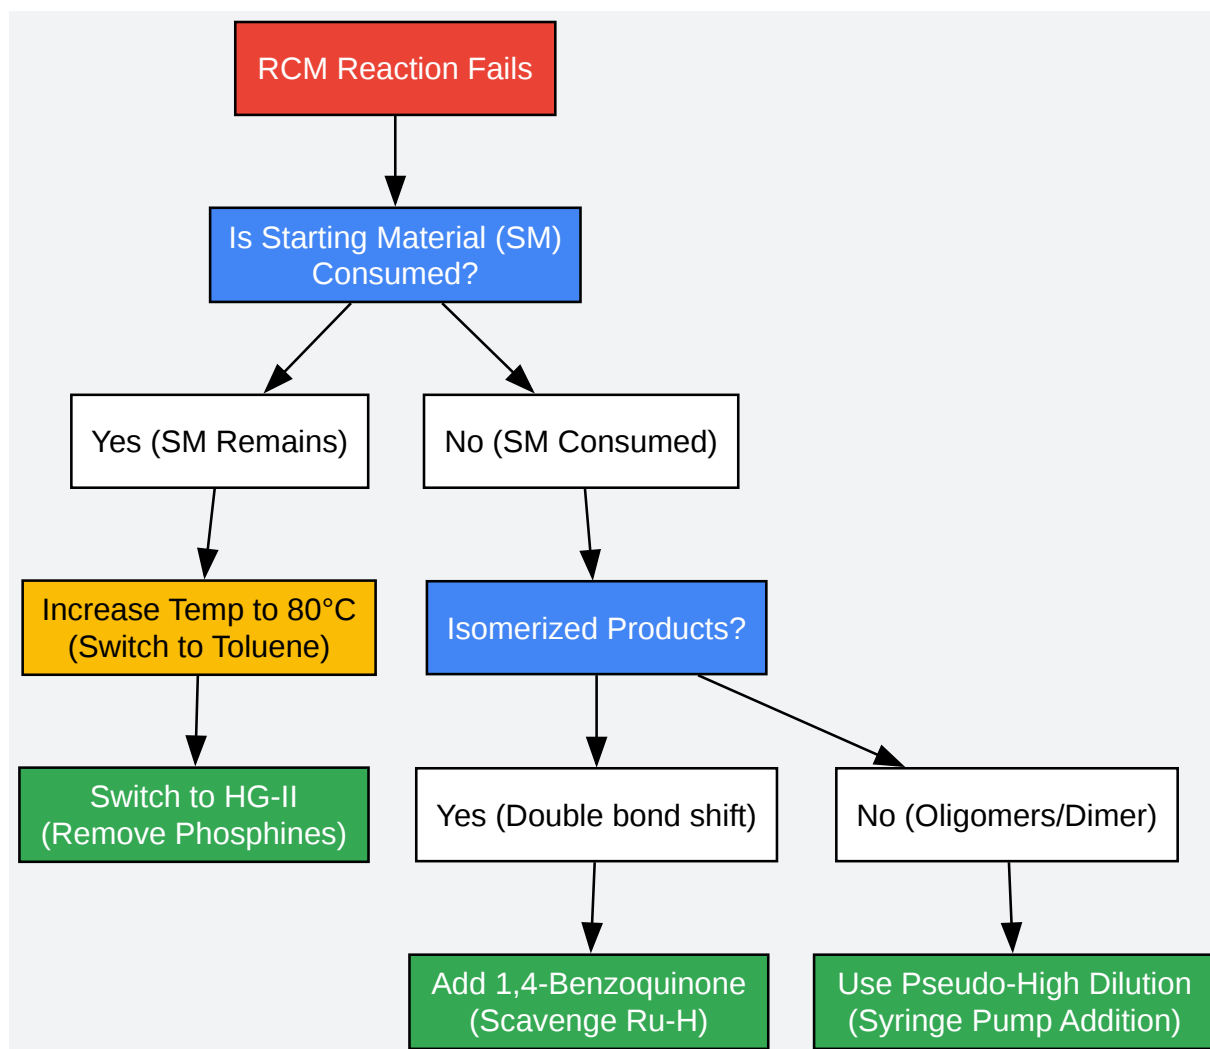 RCM Reaction Fails
Is Starting Material (SM)
Consumed?
Yes (SM Remains)
No (SM Consumed)
Increase Temp to 80°C
(Switch to Toluene)
Isomerized Products?
Switch to HG-II
(Remove Phosphines)
Yes (Double bond shift)
No (Oligomers/Dimer)
Add 1,4-Benzoquinone
(Scavenge Ru-H)
Use Pseudo-High Dilution
(Syringe Pump Addition)